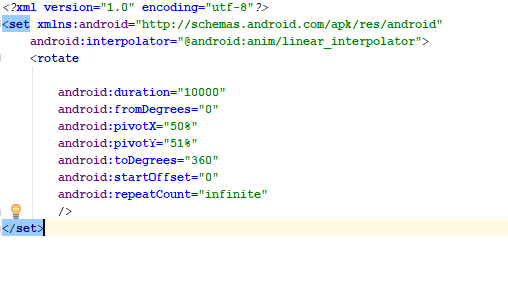 <?xml version="1.0" encoding="utf-8"?>
<set xmlns:android="http://schemas.android.com/apk/res/android"
android:interpolator="@android:anim/linear_interpolator">
<rotate
android:duration="10000"
android:fromDegrees="0"
android:pivotX="50%"
android:pivotY="51%"
android:toDegrees="360"
android:startOffset="0"
android:repeatCount="infinite"
/>
</set>